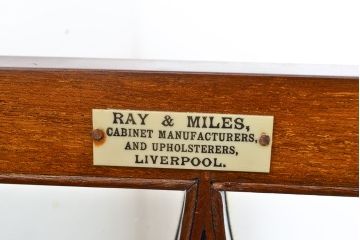 RAY & MILES,
CABINET MANUFACTURERS,
AND UPHOLSTERERS,
LIVERPOOL.